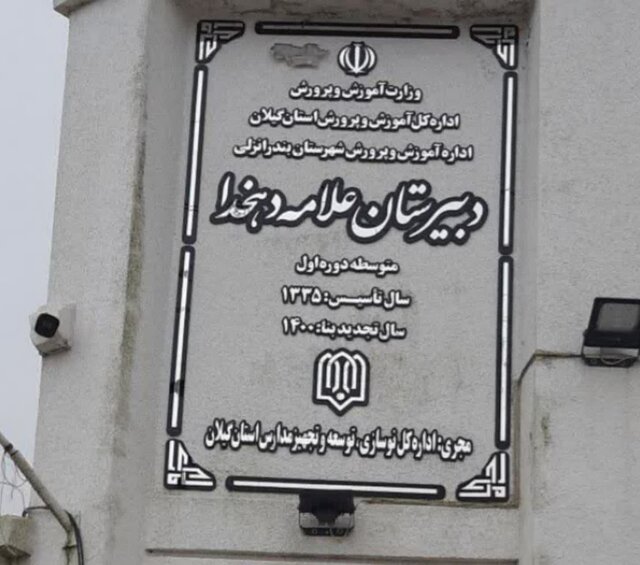 وزارت آموزش و پرورش
اداره کل آموزش و پرورش استان گیلان
اداره آموزش و پرورش شهرستان بندرانزلی
دبیرستان علامه دهخدا
متوسطه دوره اول
سال تأسیس: ۱۳۳۵
سال تجدید بنا: ۱۴۰۰
مجری: اداره کل نوسازی، توسعه و تجهیز مدارس استان گیلان